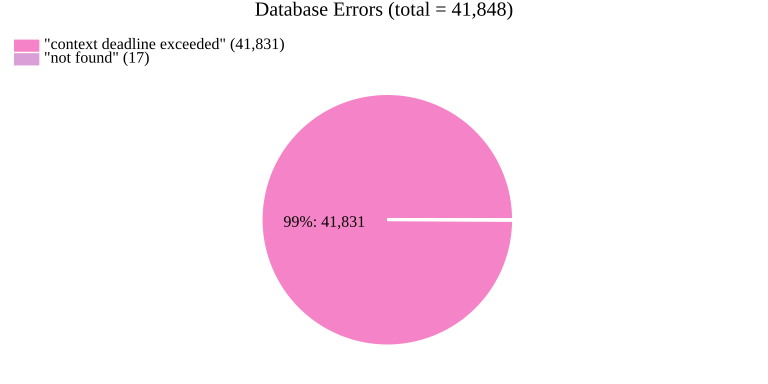 Database Errors (total = 41,848)
"context deadline exceeded" (41,831)
"not found" (17)
99%: 41,831